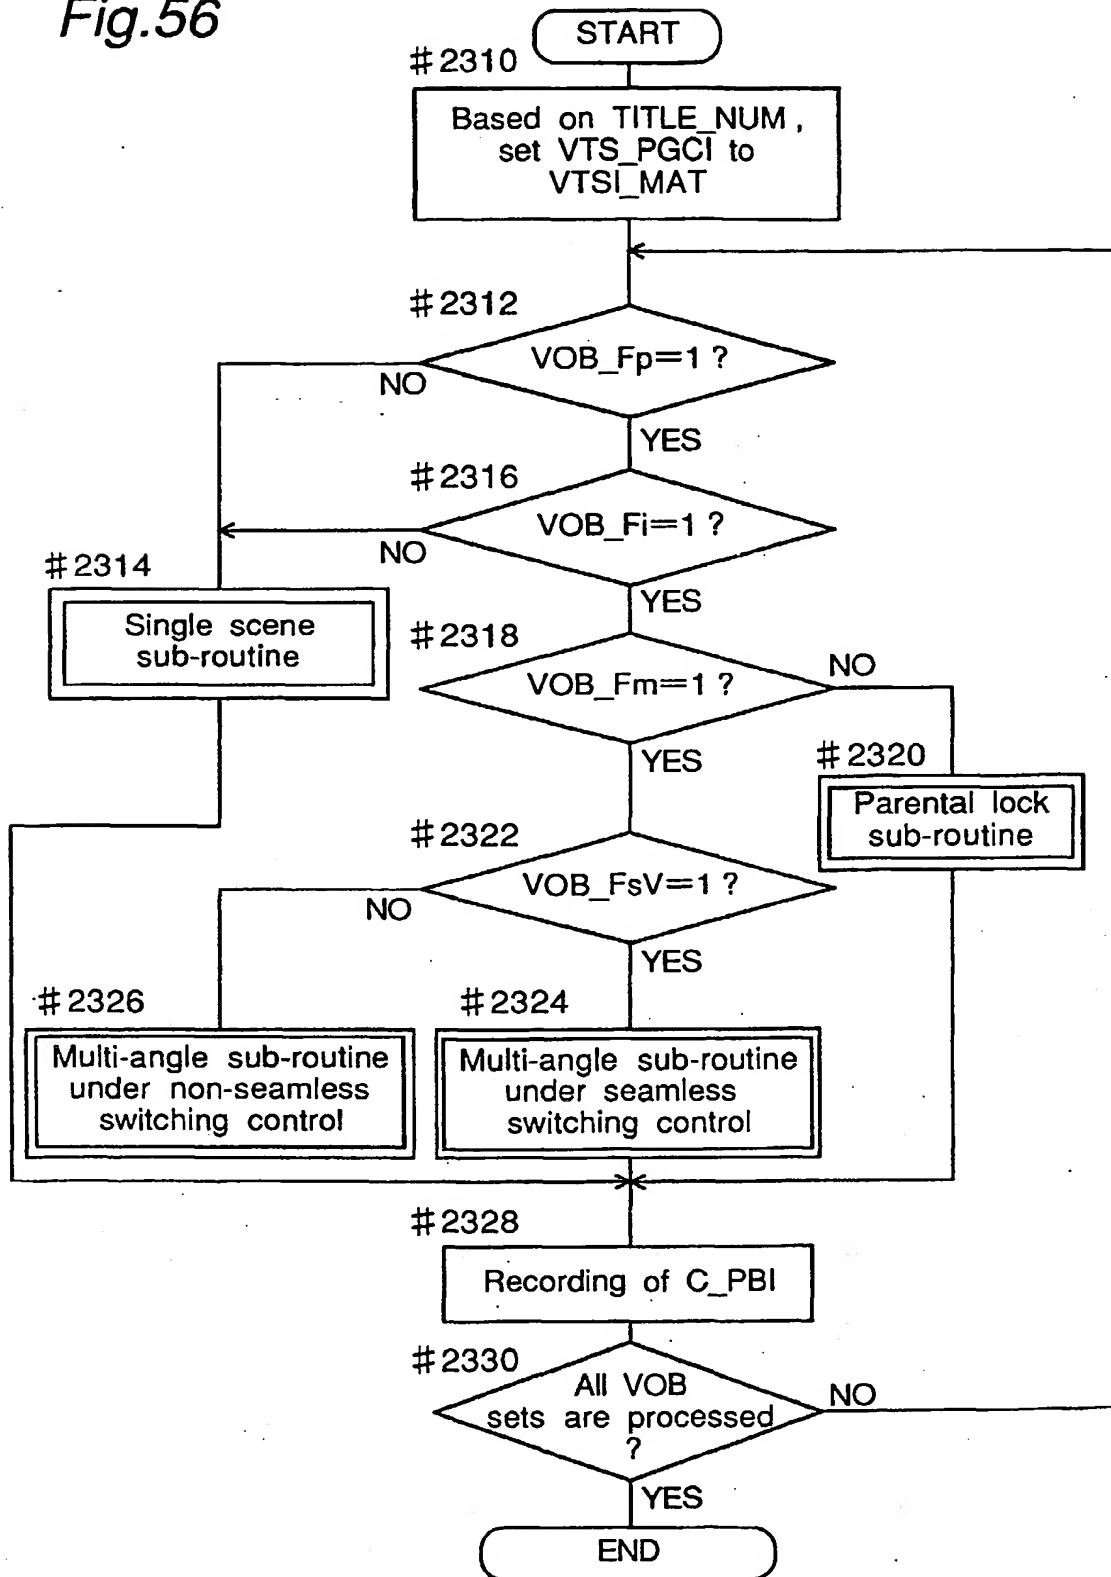 Fig.56
START
#2310
Based on TITLE_NUM,
set VTS_PGCI to
VTSI_MAT
#2312
VOB_Fp=1 ?
NO
YES
#2316
VOB_Fi=1 ?
NO
YES
#2314
Single scene
sub-routine
#2318
VOB_Fm=1 ?
NO
YES
#2320
Parental lock
sub-routine
#2322
VOB_FsV=1 ?
NO
YES
#2326
Multi-angle sub-routine
under non-seamless
switching control
#2324
Multi-angle sub-routine
under seamless
switching control
#2328
Recording of C_PBI
#2330
All VOB
sets are processed
?
NO
YES
END